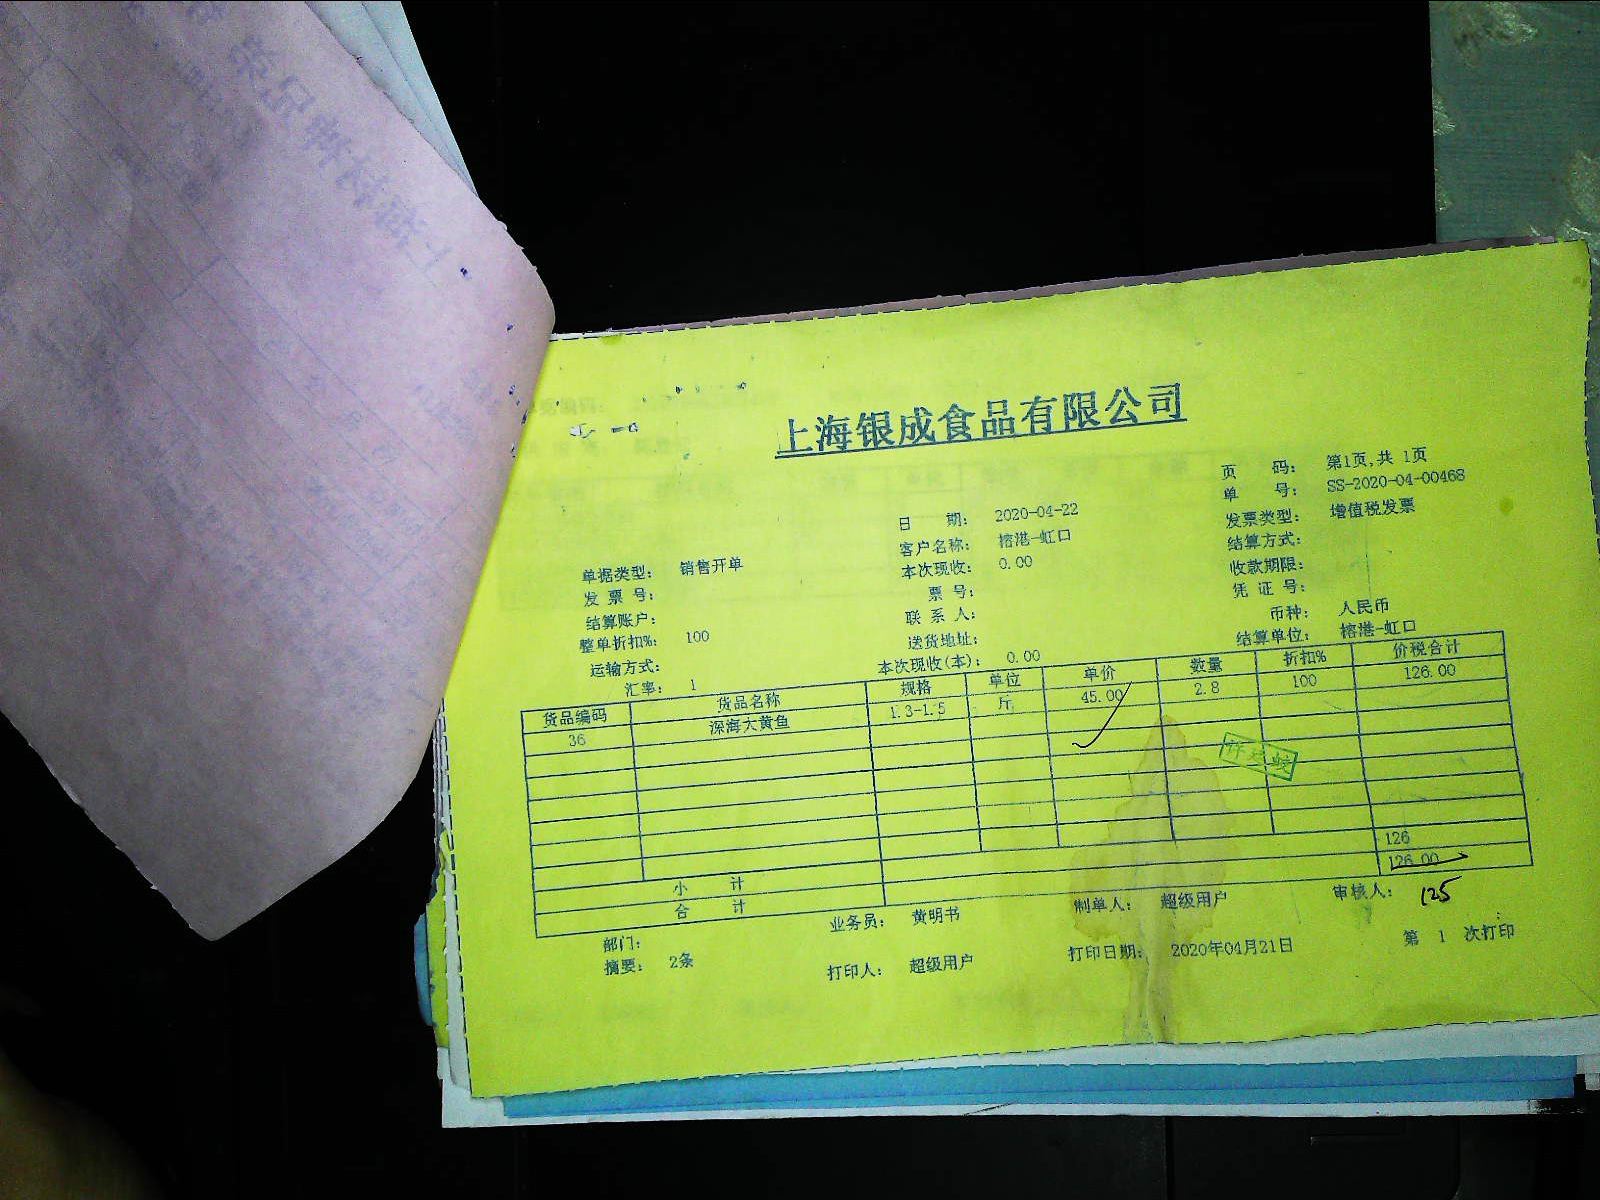 上海银成食品有限公司
页 码: 第1页,共 1页
单 号: SS-2020-04-00468
日 期: 2020-04-22
发票类型: 增值税发票
客户名称: 榕港-虹口
结算方式:
单据类型: 销售开单
本次现收: 0.00
收款期限:
发 票 号:
票 号:
凭 证 号:
结算账户:
联 系 人:
币种: 人民币
整单折扣%: 100
送货地址:
结算单位: 榕港-虹口
运输方式:
本次现收(本): 0.00
汇率: 1
货品编码 货品名称 规格 单位 单价 数量 折扣% 价税合计
36 深海大黄鱼 1.3-1.5 斤 45.00 2.8 100 126.00
小 计 126
合 计 126.00
125
部门: 业务员: 黄明书 制单人: 超级用户 审核人:
摘要: 2条 打印人: 超级用户 打印日期: 2020年04月21日 第 1 次打印